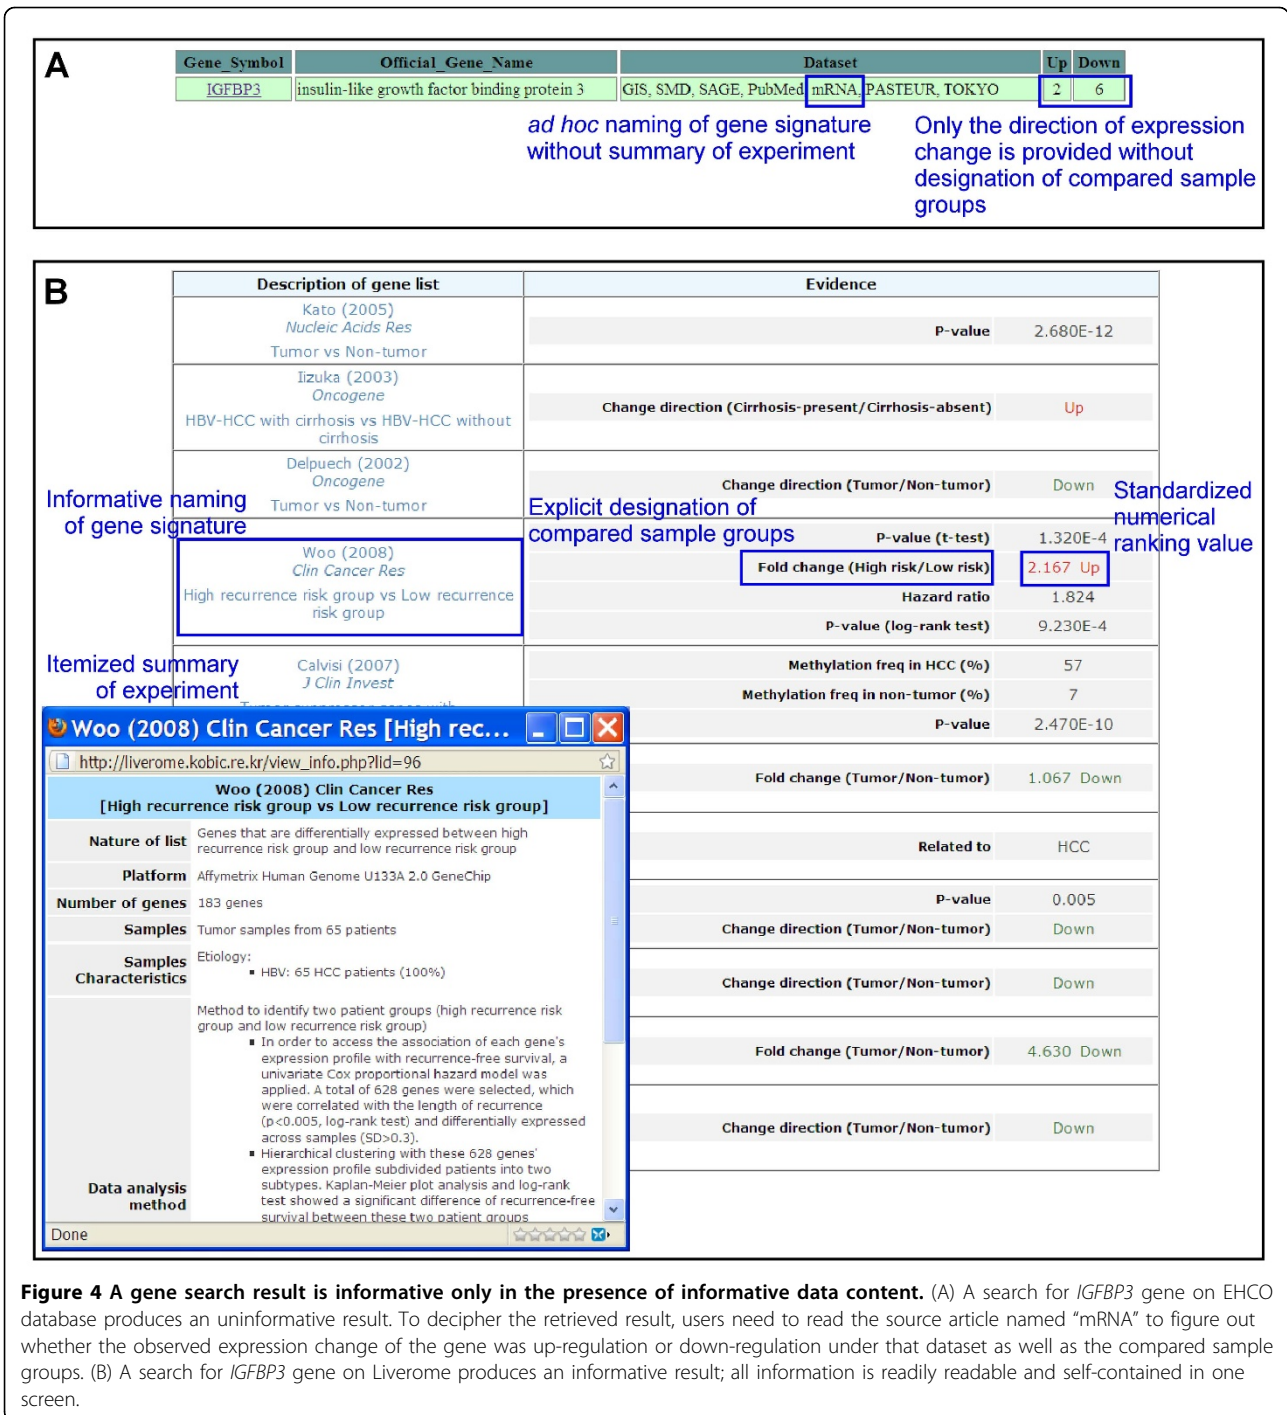 A
Gene_Symbol Official_Gene_Name Dataset Up Down
IGFBP3 insulin-like growth factor binding protein 3 GIS, SMD, SAGE, PubMed, mRNA, PASTEUR, TOKYO 2 6
ad hoc naming of gene signature
without summary of experiment
Only the direction of expression
change is provided without
designation of compared sample
groups
B
Description of gene list Evidence
Kato (2005)
Nucleic Acids Res
Tumor vs Non-tumor
P-value 2.680E-12
Iizuka (2003)
Oncogene
HBV-HCC with cirrhosis vs HBV-HCC without
cirrhosis
Change direction (Cirrhosis-present/Cirrhosis-absent) Up
Delpuech (2002)
Oncogene
Tumor vs Non-tumor
Change direction (Tumor/Non-tumor) Down
Informative naming
of gene signature
Explicit designation of
compared sample groups
Standardized
numerical
ranking value
Woo (2008)
Clin Cancer Res
High recurrence risk group vs Low recurrence
risk group
P-value (t-test) 1.320E-4
Fold change (High risk/Low risk) 2.167 Up
Hazard ratio 1.824
P-value (log-rank test) 9.230E-4
Itemized summary
of experiment
Calvisi (2007)
J Clin Invest
Tumor suppressor genes with
Methylation freq in HCC (%) 57
Methylation freq in non-tumor (%) 7
P-value 2.470E-10
Fold change (Tumor/Non-tumor) 1.067 Down
Related to HCC
P-value 0.005
Change direction (Tumor/Non-tumor) Down
Change direction (Tumor/Non-tumor) Down
Fold change (Tumor/Non-tumor) 4.630 Down
Change direction (Tumor/Non-tumor) Down
Woo (2008) Clin Cancer Res [High rec...
http://liverome.kobic.re.kr/view_info.php?lid=96
Woo (2008) Clin Cancer Res
[High recurrence risk group vs Low recurrence risk group]
Nature of list Genes that are differentially expressed between high
recurrence risk group and low recurrence risk group
Platform Affymetrix Human Genome U133A 2.0 GeneChip
Number of genes 183 genes
Samples Tumor samples from 65 patients
Samples
Characteristics
Etiology:
▪ HBV: 65 HCC patients (100%)
Data analysis
method
Method to identify two patient groups (high recurrence risk
group and low recurrence risk group)
▪ In order to access the association of each gene's
expression profile with recurrence-free survival, a
univariate Cox proportional hazard model was
applied. A total of 628 genes were selected, which
were correlated with the length of recurrence
(p<0.005, log-rank test) and differentially expressed
across samples (SD>0.3).
▪ Hierarchical clustering with these 628 genes'
expression profile subdivided patients into two
subtypes. Kaplan-Meier plot analysis and log-rank
test showed a significant difference of recurrence-free
survival between these two patient groups
Done
Figure 4 A gene search result is informative only in the presence of informative data content. (A) A search for IGFBP3 gene on EHCO
database produces an uninformative result. To decipher the retrieved result, users need to read the source article named “mRNA” to figure out
whether the observed expression change of the gene was up-regulation or down-regulation under that dataset as well as the compared sample
groups. (B) A search for IGFBP3 gene on Liverome produces an informative result; all information is readily readable and self-contained in one
screen.